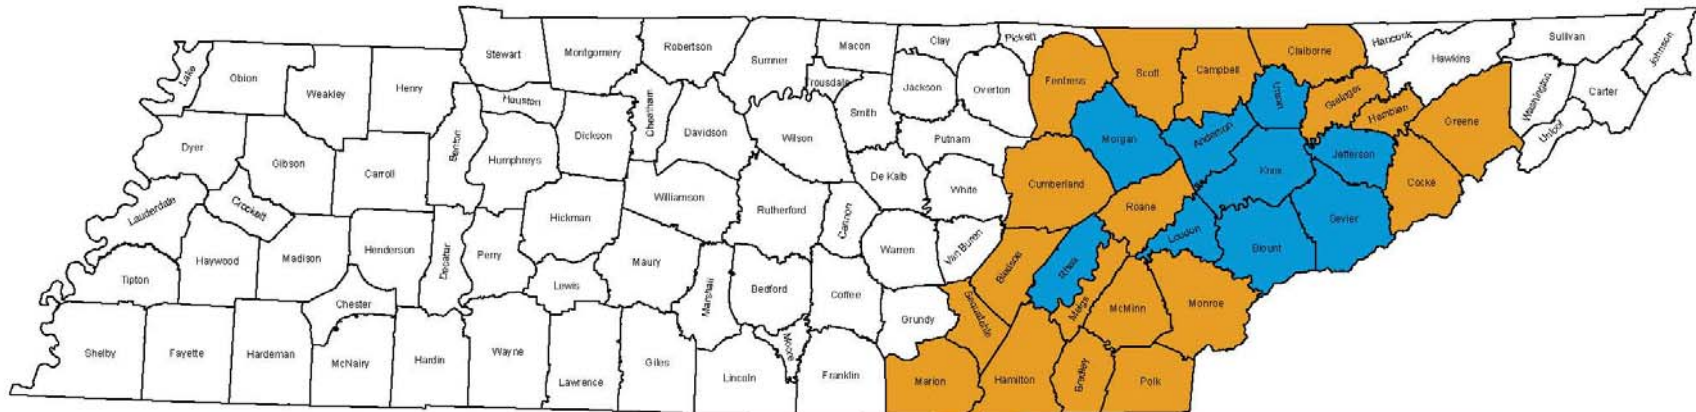 Lake
Obion
Weakley
Henry
Stewart
Montgomery
Robertson
Sumner
Macon
Clay
Pickett
Fentress
Scott
Campbell
Claiborne
Hancock
Hawkins
Sullivan
Johnson
Houston
Cheatham
Trousdale
Jackson
Overton
Union
Grainger
Hamblen
Greene
Washington
Carter
Unicoi
Dyer
Gibson
Carroll
Benton
Humphreys
Dickson
Davidson
Wilson
Smith
Putnam
Morgan
Anderson
Knox
Jefferson
Cocke
Lauderdale
Crockett
Hickman
Williamson
Rutherford
Cannon
De Kalb
White
Cumberland
Roane
Loudon
Blount
Sevier
Tipton
Haywood
Madison
Henderson
Decatur
Perry
Lewis
Maury
Marshall
Bedford
Coffee
Warren
Van Buren
Bledsoe
Rhea
Meigs
McMinn
Monroe
Chester
Grundy
Sequatchie
Shelby
Fayette
Hardeman
McNairy
Hardin
Wayne
Lawrence
Giles
Lincoln
Moore
Franklin
Marion
Hamilton
Bradley
Polk